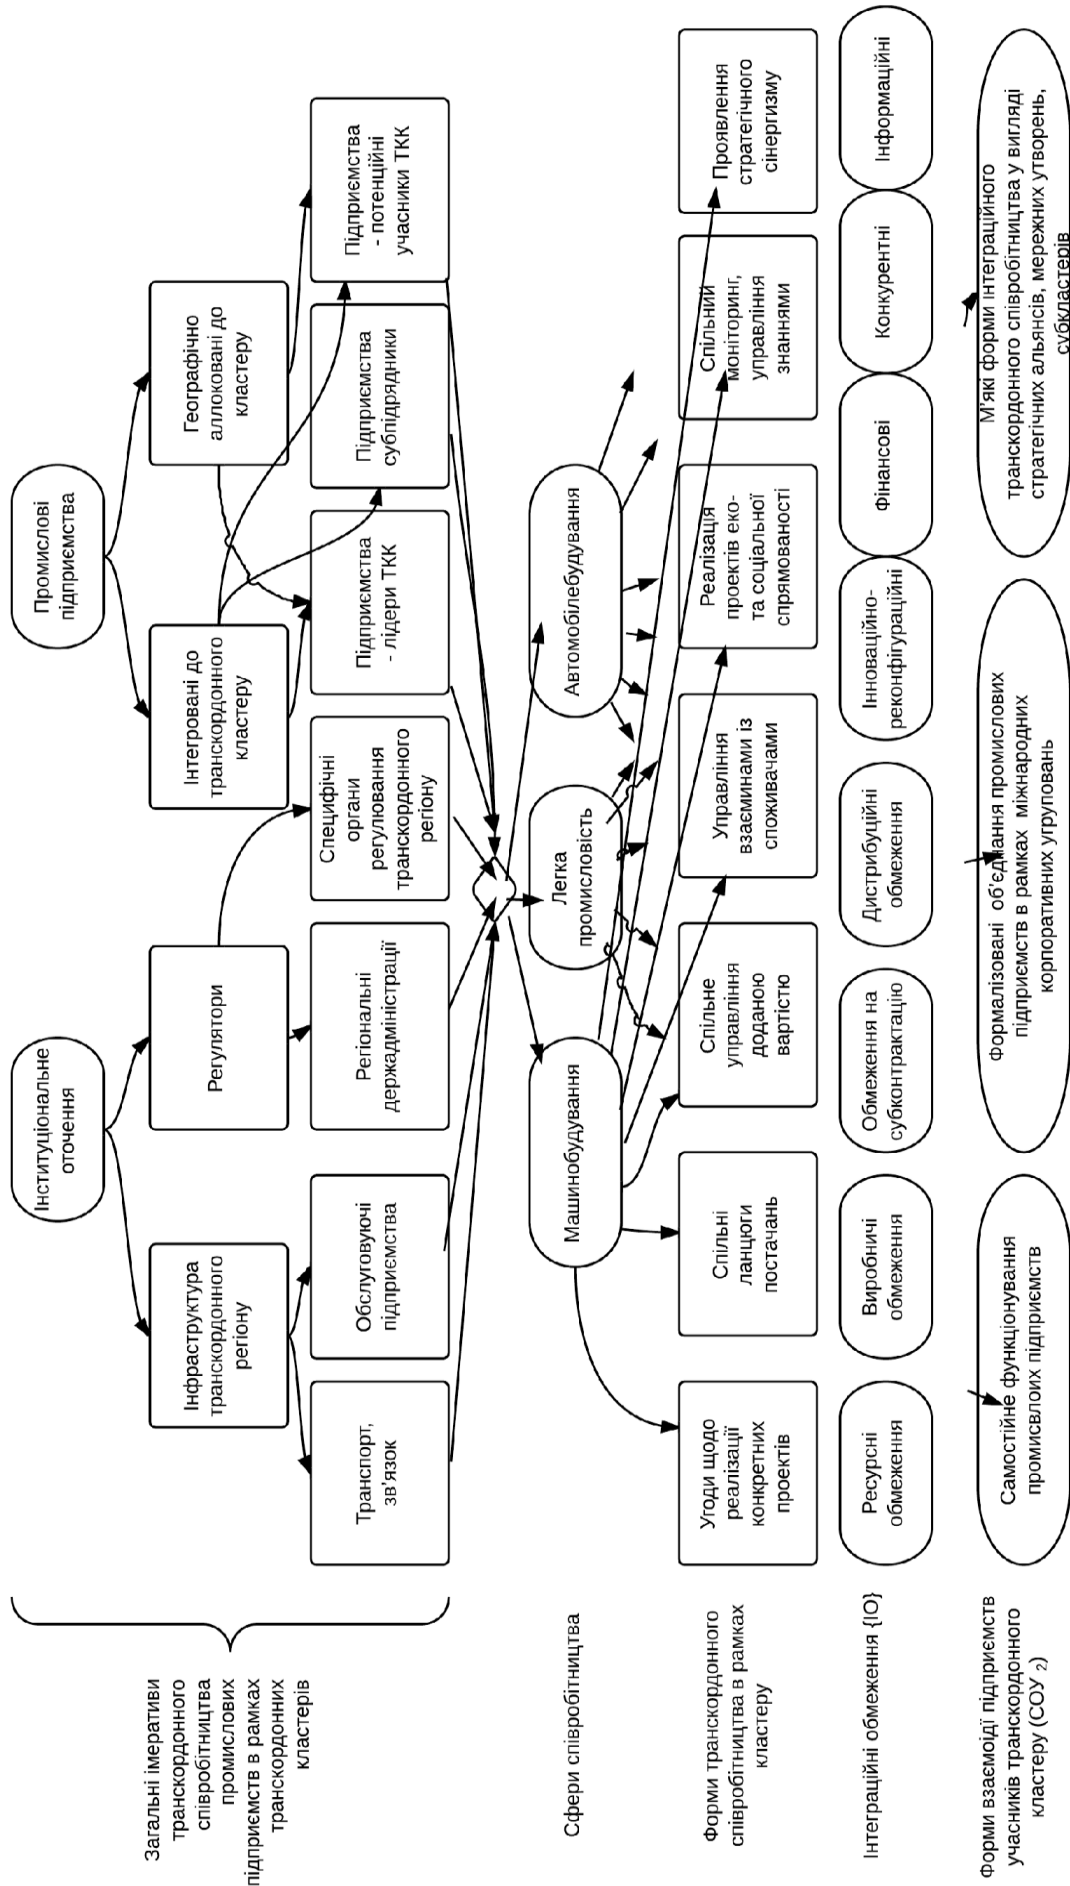 Загальні імеративи
транскордонного
співробітництва
промислових
підприємств в рамках
транскордонних
кластерів
Інституціональне
оточення
Промислові
підприємства
Інфраструктура
транскордонного
регіону
Регулятори
Інтегровані до
транскордонного
кластеру
Географічно
аллоковані до
кластеру
Транспорт,
зв'язок
Обслуговуючі
підприємства
Регіональні
держадміністрації
Специфічні
органи
регулювання
транскордонного
регіону
Підприємства
- лідери ТКК
Підприємства
субпідрядники
Підприємства
- потенційні
учасники ТКК
Сфери співробітництва
Машинобудування
Легка
промисловість
Автомобілебудування
Форми транскордонного
співробітництва в рамках
кластеру
Угоди щодо
реалізації
конкретних
проектів
Спільні
ланцюги
постачань
Спільне
управління
доданою
вартістю
Управління
взаєминами із
споживачами
Реалізація
проектів еко-
та соціальної
спрямованості
Спільний
моніторинг,
управління
знаннями
Проявлення
стратегічного
сінергизму
Інтеграційні обмеження {IO}
Ресурсні
обмеження
Виробничі
обмеження
Обмеження на
субконтрактацію
Дистрибуційні
обмеження
Інноваційно-
реконфігураційні
Фінансові
Конкурентні
Інформаційні
Форми взаємоіді підприємств
учасників транскордонного
кластеру (СОУ 2)
Самостійне функціонування
промисвлоих підприємств
Формалізовані об'єднання промислових
підприємств в рамках міжнародних
корпоративних угруповань
М'які форми інтеграційного
транскордонного співробітництва у вигляді
стратегічних альянсів, мережних утворень,
субкластерів